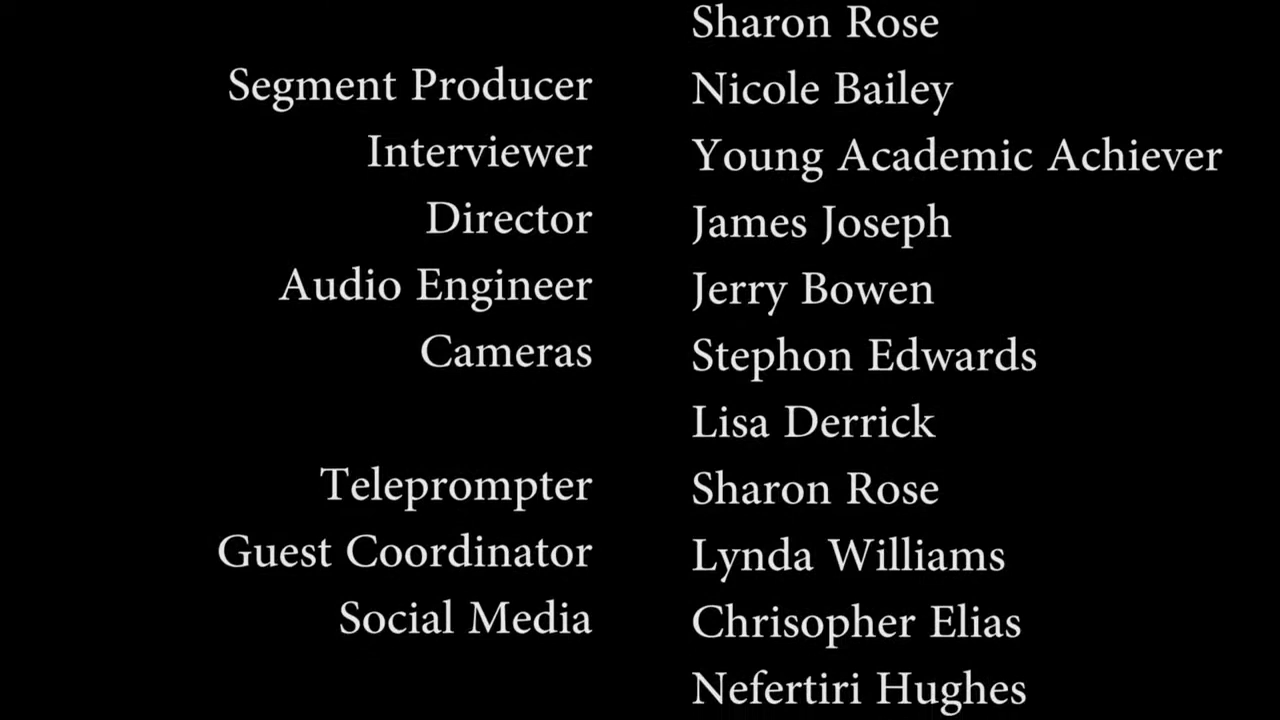 Sharon Rose
Segment Producer Nicole Bailey
Interviewer Young Academic Achiever
Director James Joseph
Audio Engineer Jerry Bowen
Cameras Stephon Edwards
Lisa Derrick
Teleprompter Sharon Rose
Guest Coordinator Lynda Williams
Social Media Chrisopher Elias
Nefertiri Hughes